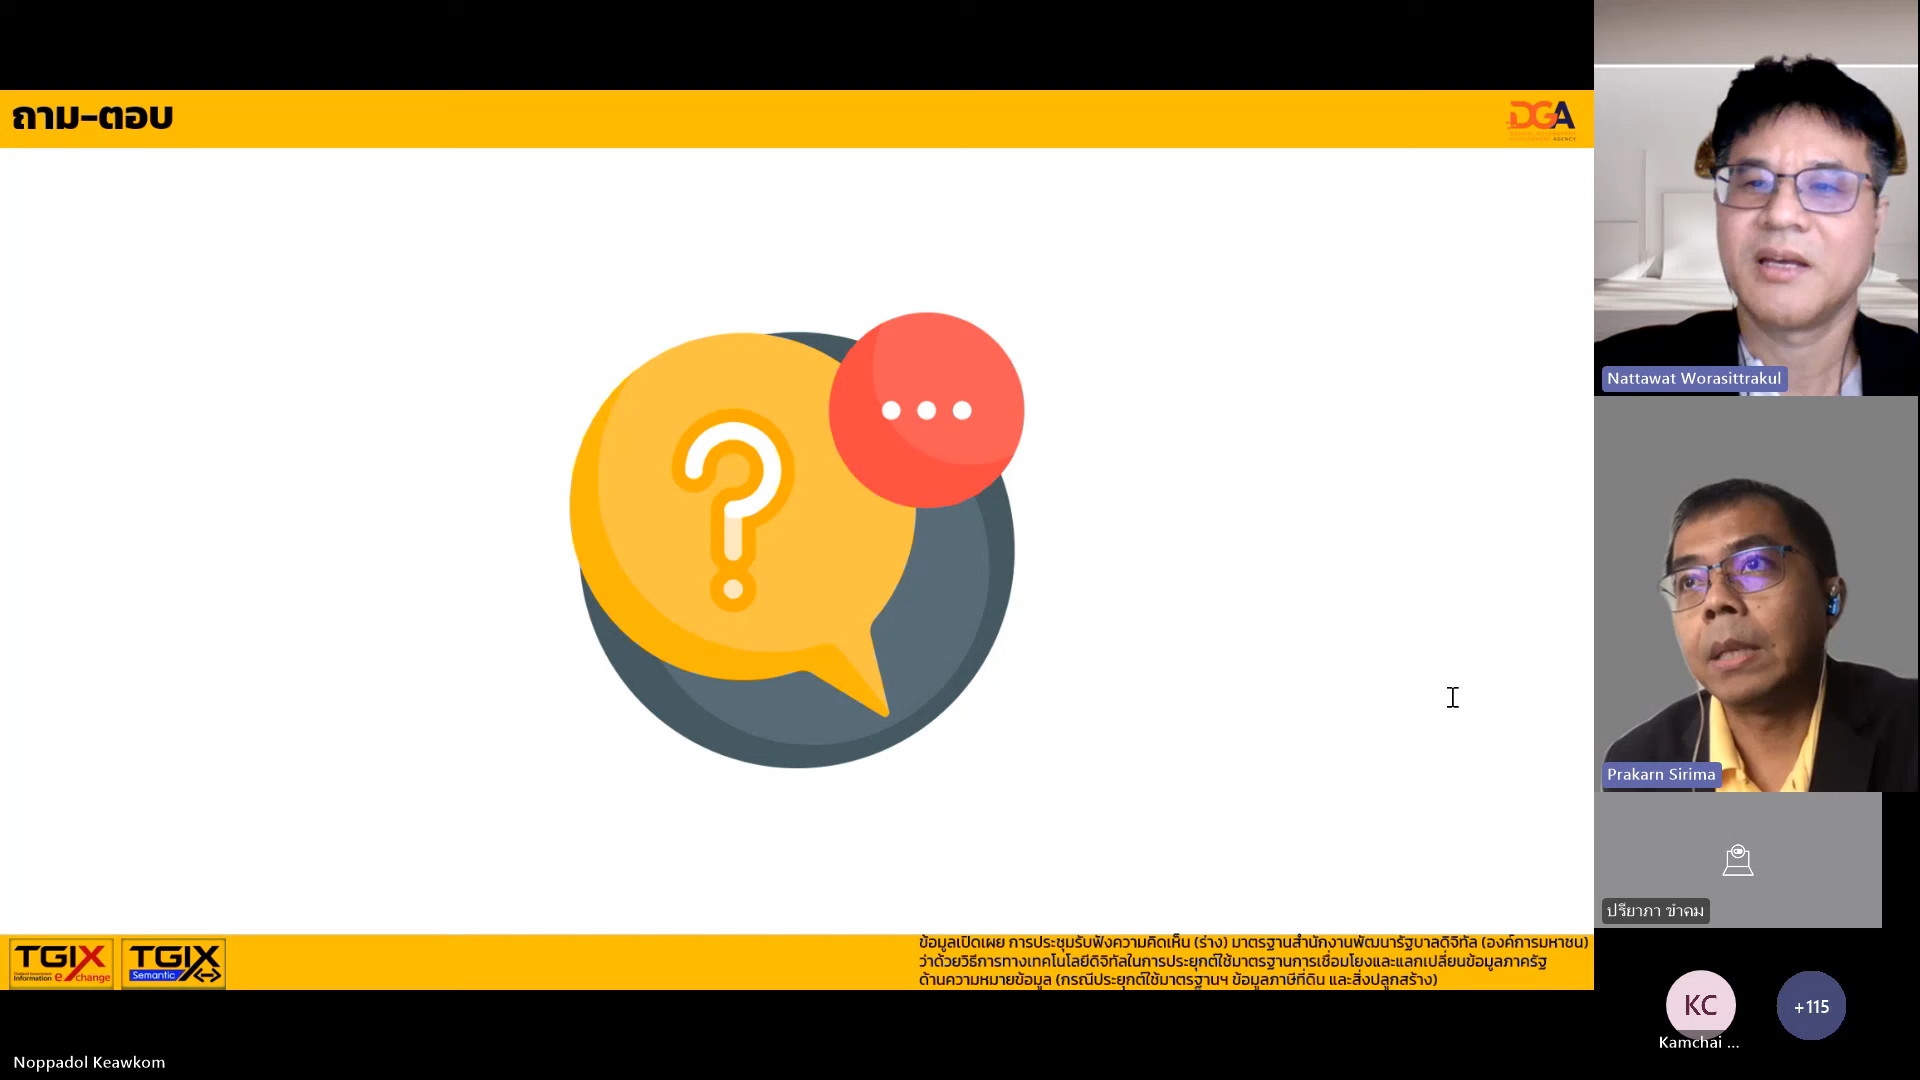 ถาม-ตอบ
DGA
AGENCY
Nattawat Worasittrakul
Prakarn Sirima
ปรียาภา ขำคม
KC
+115
Kamchai ...
TGIX
Information eXchange
TGIX
Semantic
ข้อมูลเปิดเผย การประชุมรับฟังความคิดเห็น (ร่าง) มาตรฐานสำนักงานพัฒนารัฐบาลดิจิทัล (องค์การมหาชน)
ว่าด้วยวิธีการทางเทคโนโลยีดิจิทัลในการประยุกต์ใช้มาตรฐานการเชื่อมโยงและแลกเปลี่ยนข้อมูลภาครัฐ
ด้านความหมายข้อมูล (กรณีประยุกต์ใช้มาตรฐานฯ ข้อมูลภาษีที่ดิน และสิ่งปลูกสร้าง)
Noppadol Keawkom